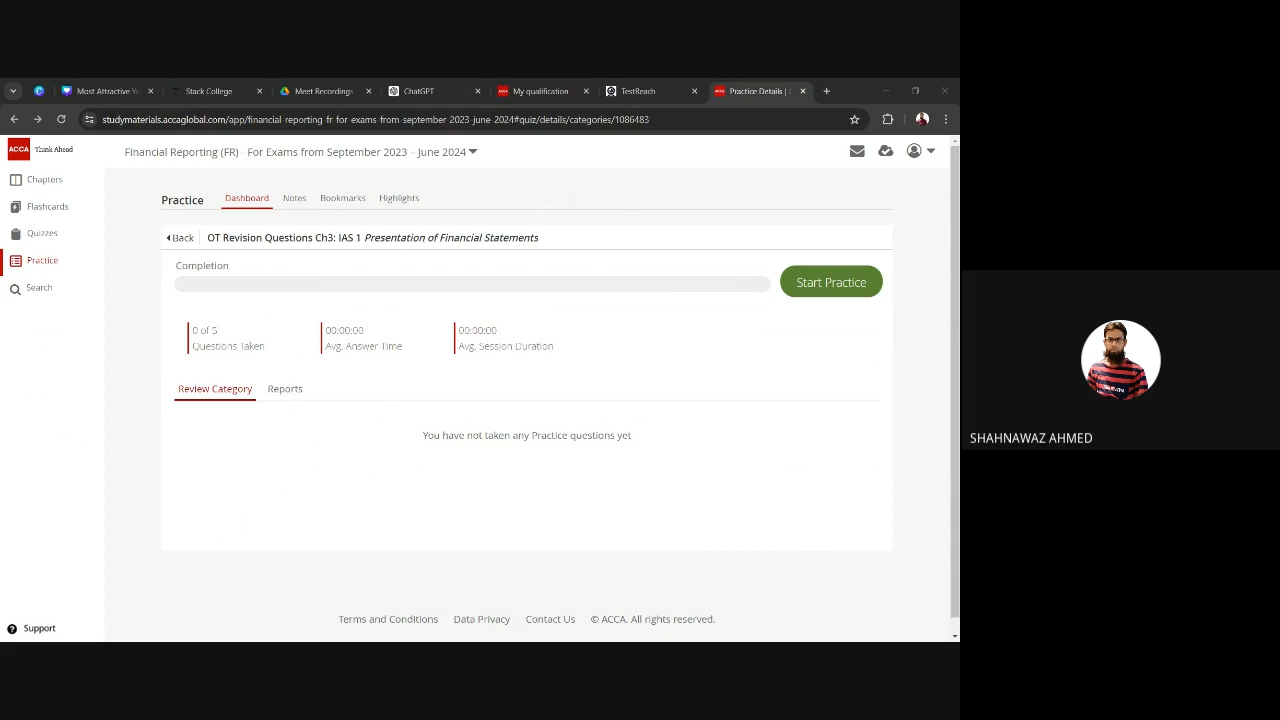 Most Attractive Yo
Stack College
Meet Recordings
ChatGPT
My qualification
TestReach
Practice Details | A
studymaterials.accaglobal.com/app/financial-reporting-fr-for-exams-from-september-2023-june-2024#quiz/details/categories/1086483
ACCA Think Ahead
Financial Reporting (FR) - For Exams from September 2023 – June 2024
Chapters
Flashcards
Quizzes
Practice
Search
Practice Dashboard Notes Bookmarks Highlights
Back OT Revision Questions Ch3: IAS 1 Presentation of Financial Statements
Completion
Start Practice
0 of 5
Questions Taken
00:00:00
Avg. Answer Time
00:00:00
Avg. Session Duration
Review Category Reports
You have not taken any Practice questions yet
SHAHNAWAZ AHMED
Terms and Conditions Data Privacy Contact Us © ACCA. All rights reserved.
Support